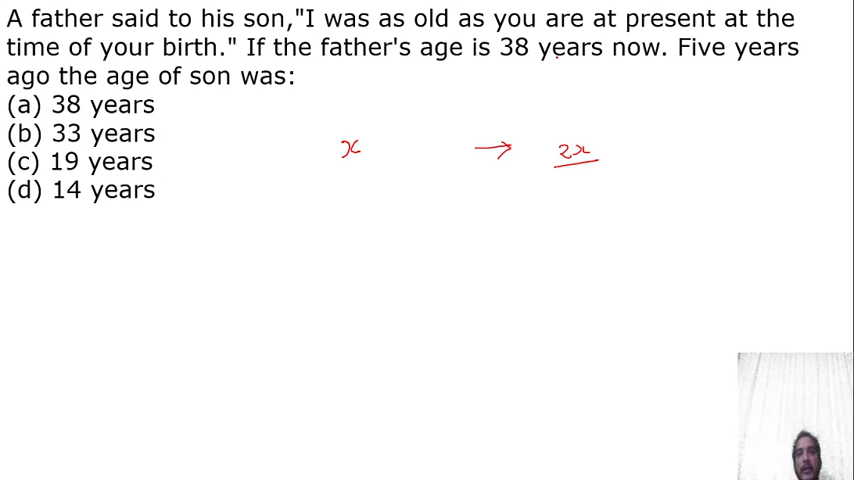 A father said to his son,"I was as old as you are at present at the
time of your birth." If the father's age is 38 years now. Five years
ago the age of son was:
(a) 38 years
(b) 33 years
(c) 19 years
(d) 14 years
x → 2x